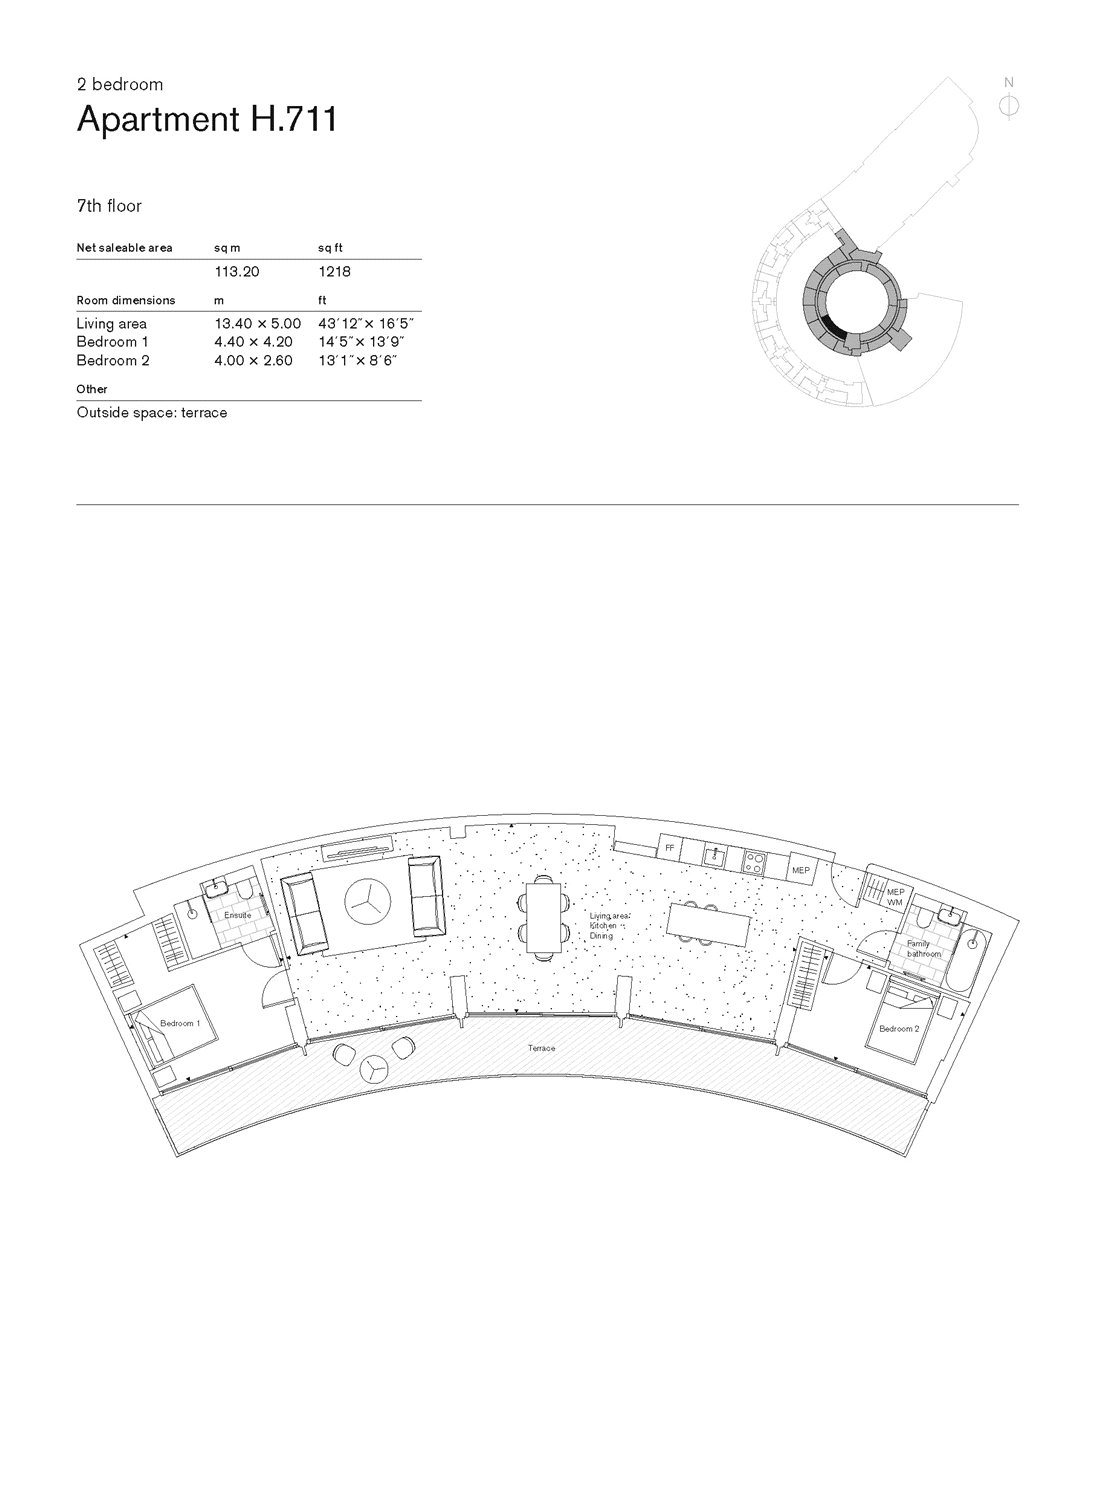 2 bedroom
Apartment H.711
N
7th floor
Net saleable area sq m sq ft
113.20 1218
Room dimensions m ft
Living area 13.40 × 5.00 43′12″× 16′5″
Bedroom 1 4.40 × 4.20 14′5″× 13′9″
Bedroom 2 4.00 × 2.60 13′1″× 8′6″
Other
Outside space: terrace
FF
MEP
MEP
WM
Ensuite
Living area
Kitchen
Dining
Family
bathroom
Bedroom 1
Bedroom 2
Terrace